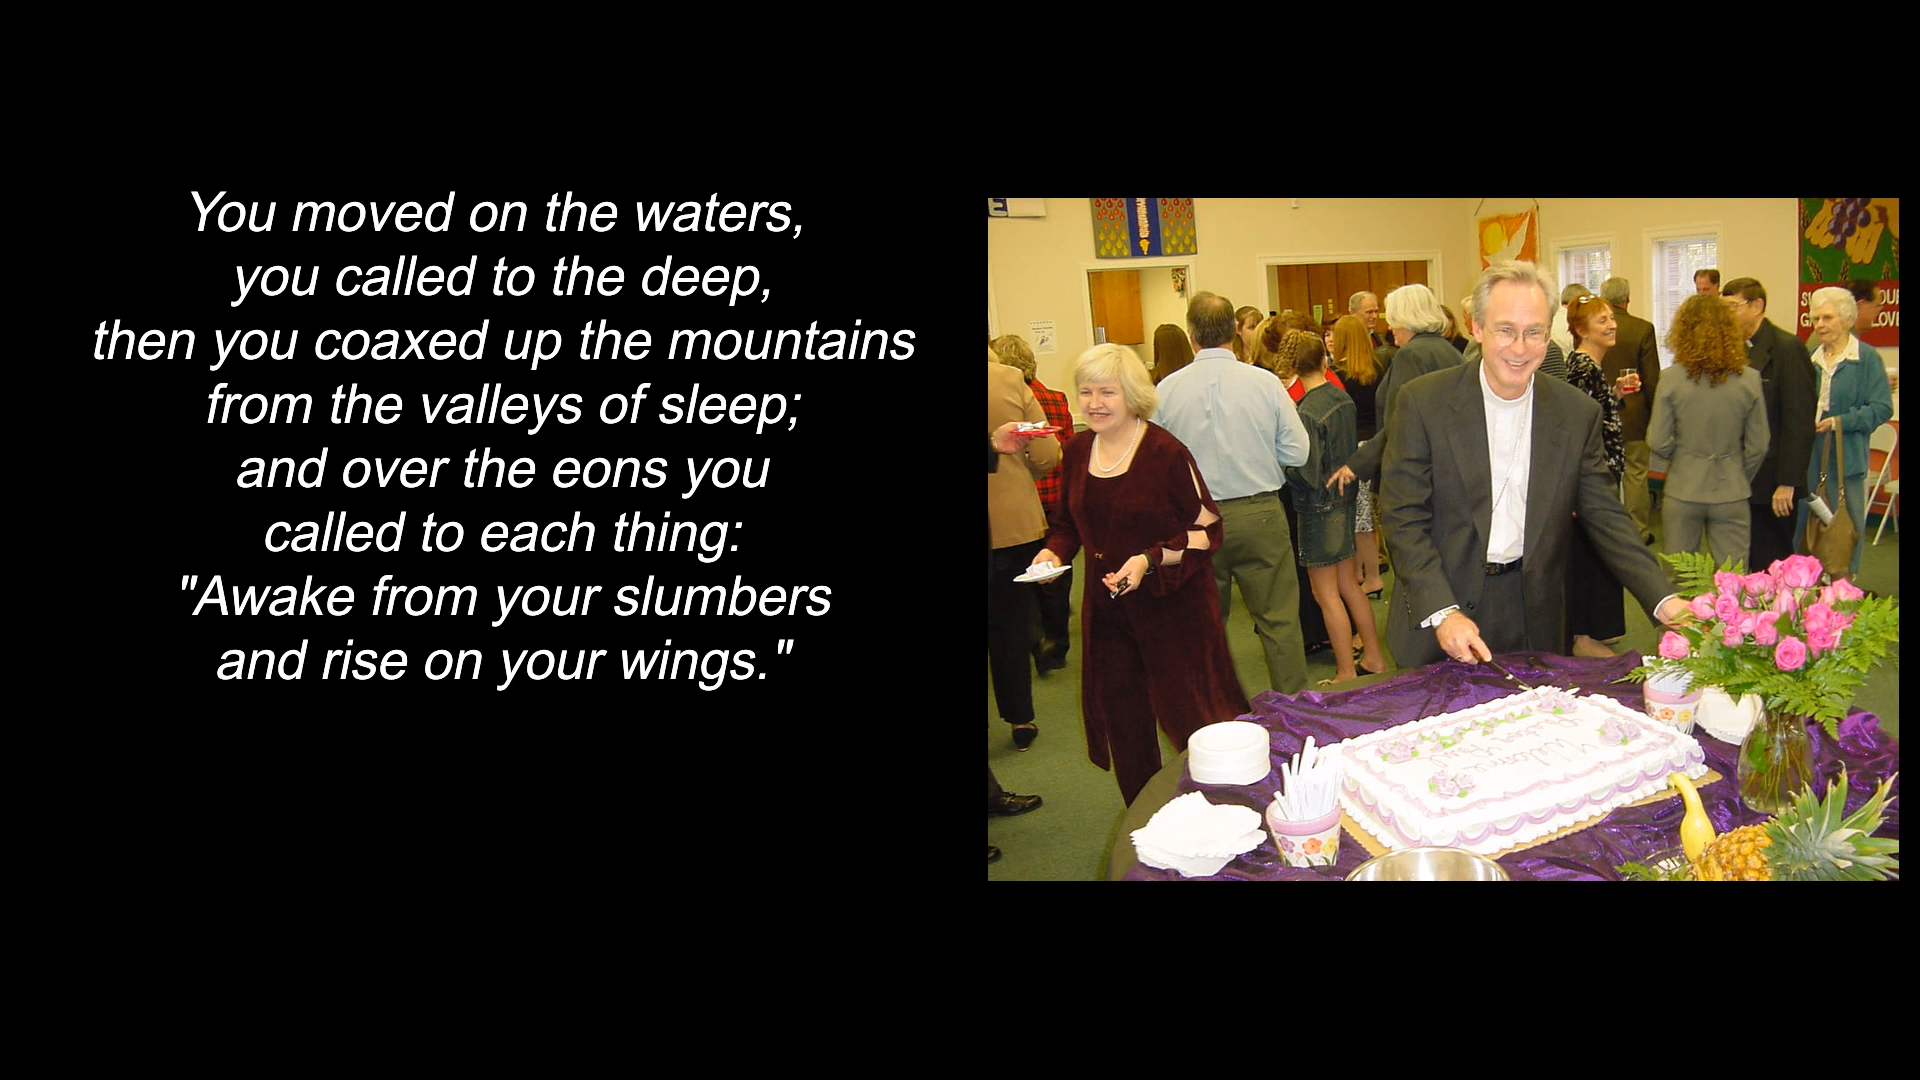 You moved on the waters,
you called to the deep,
then you coaxed up the mountains
from the valleys of sleep;
and over the eons you
called to each thing:
"Awake from your slumbers
and rise on your wings."
Welcome